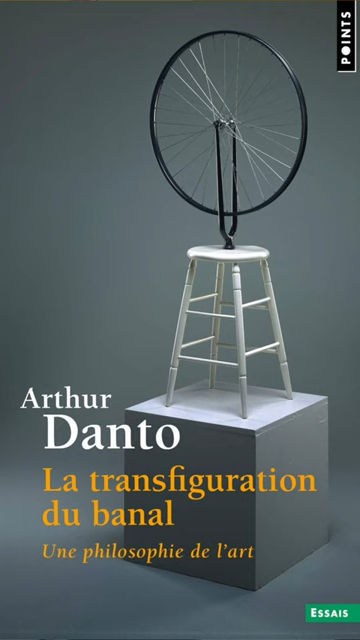 POINTS
Arthur
Danto
La transfiguration
du banal
Une philosophie de l'art
ESSAIS